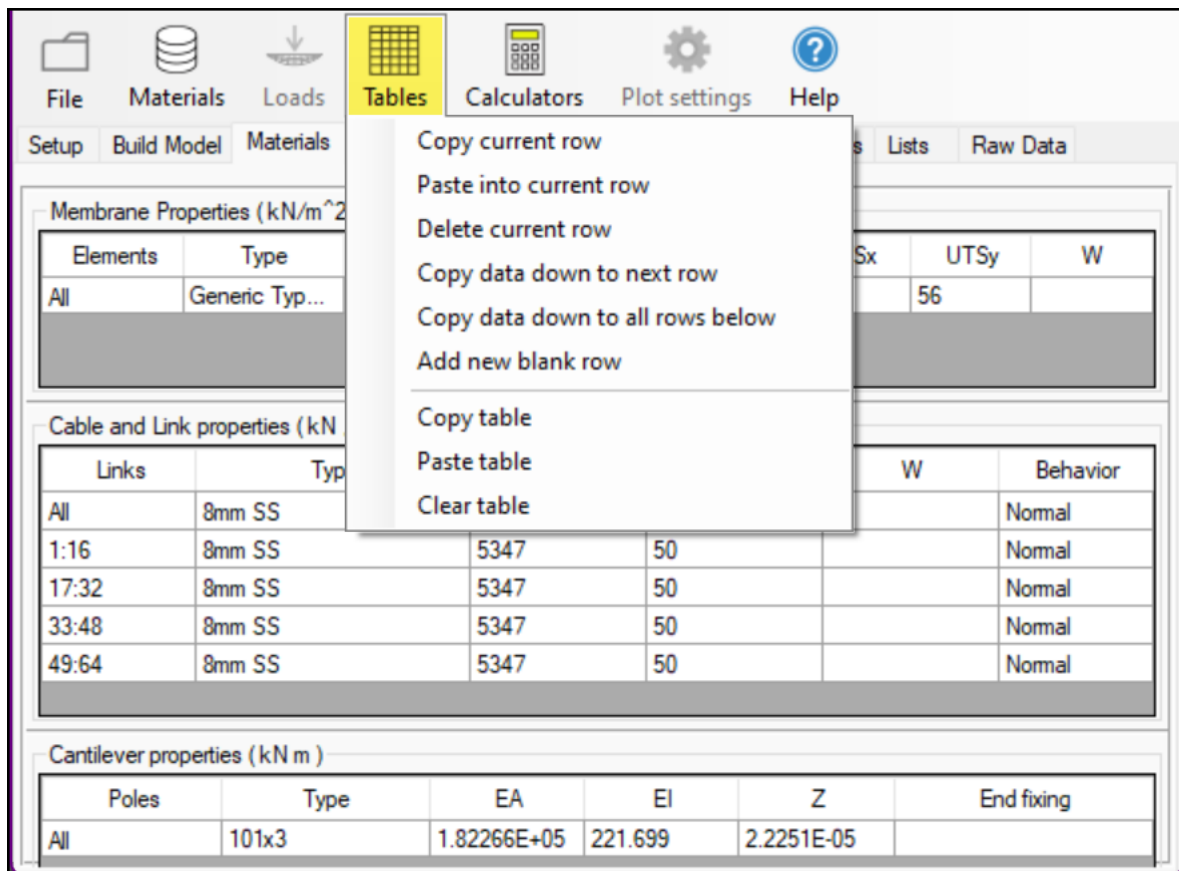 File Materials Loads Tables Calculators Plot settings Help
Setup Build Model Materials s Lists Raw Data
Copy current row
Paste into current row
Delete current row
Copy data down to next row
Copy data down to all rows below
Add new blank row
Copy table
Paste table
Clear table
Membrane Properties (kN/m^2
Elements Type Sx UTSy W
All Generic Typ... 56
Cable and Link properties (kN
Links Typ W Behavior
All 8mm SS Normal
1:16 8mm SS 5347 50 Normal
17:32 8mm SS 5347 50 Normal
33:48 8mm SS 5347 50 Normal
49:64 8mm SS 5347 50 Normal
Cantilever properties (kN m )
Poles Type EA EI Z End fixing
All 101x3 1.82266E+05 221.699 2.2251E-05